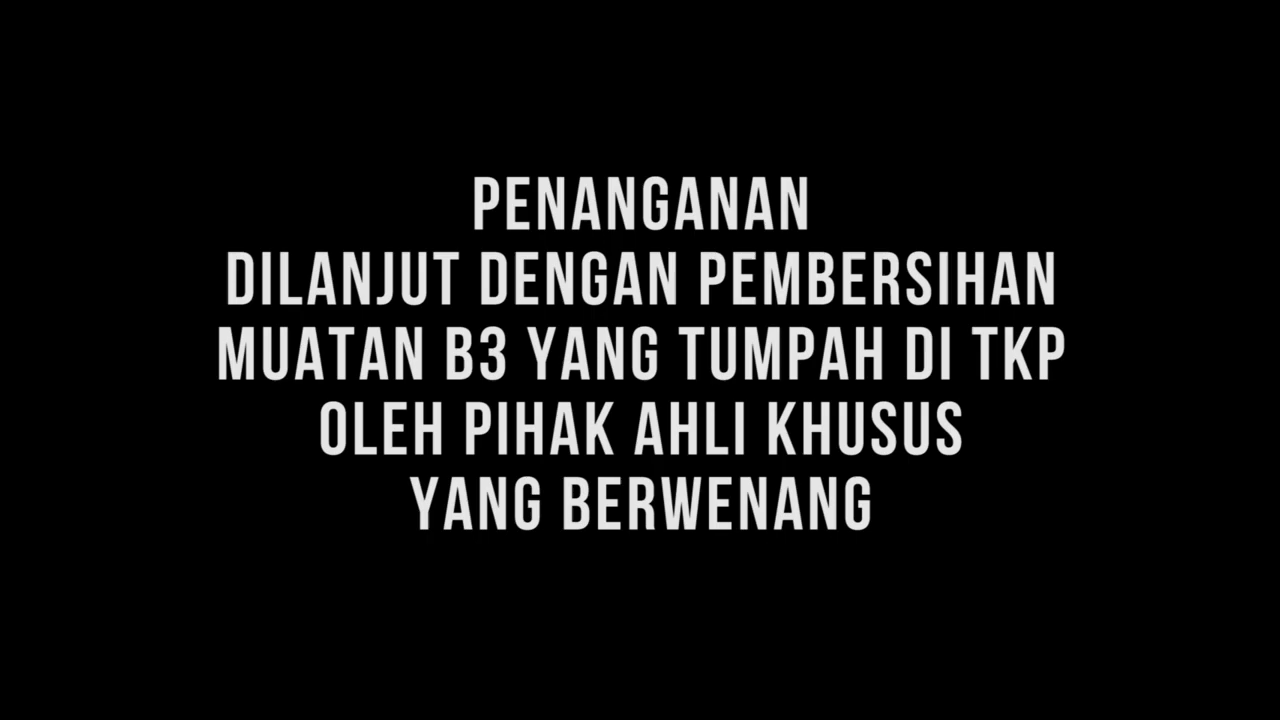 PENANGANAN
DILANJUT DENGAN PEMBERSIHAN
MUATAN B3 YANG TUMPAH DI TKP
OLEH PIHAK AHLI KHUSUS
YANG BERWENANG